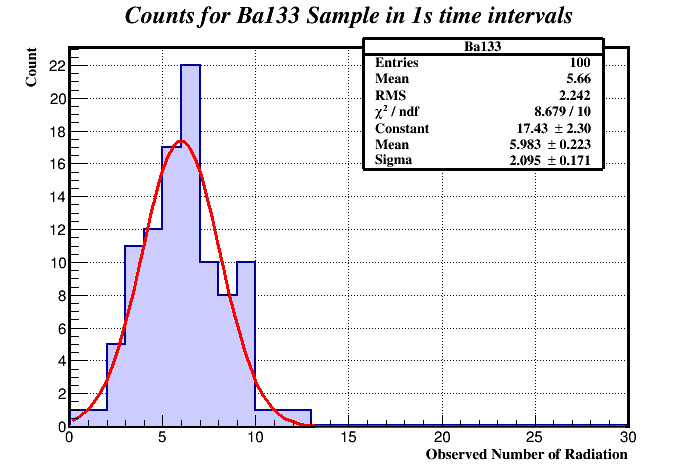 Counts for Ba133 Sample in 1s time intervals
Ba133
Entries 100
Mean 5.66
RMS 2.242
χ² / ndf 8.679 / 10
Constant 17.43 ± 2.30
Mean 5.983 ± 0.223
Sigma 2.095 ± 0.171
Count
22
20
18
16
14
12
10
8
6
4
2
0
0 5 10 15 20 25 30
Observed Number of Radiation